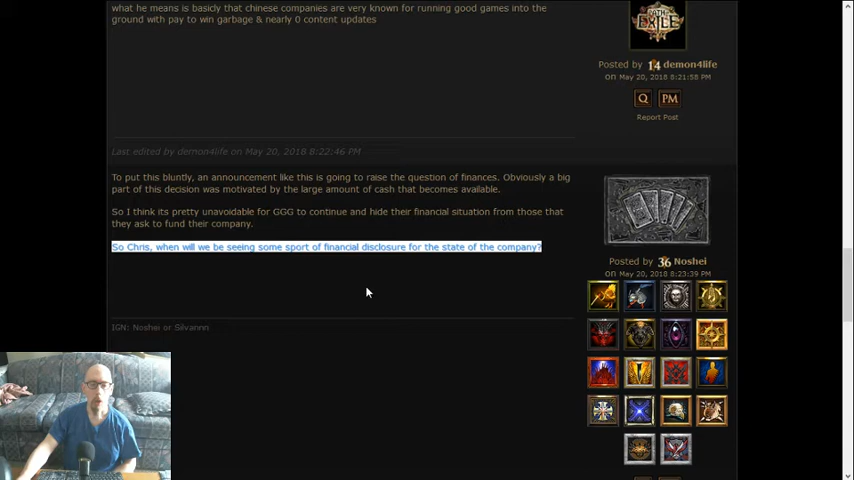 what he means is basicly that chinese companies are very known for running good games into the
ground with pay to win garbage & nearly 0 content updates
EXILE
Posted by 14 demon4life
on May 20, 2018 8:21:58 PM
Q PM
Report Post
Last edited by demon4life on May 20, 2018 8:22:46 PM
To put this bluntly, an announcement like this is going to raise the question of finances. Obviously a big
part of this decision was motivated by the large amount of cash that becomes available.
So I think its pretty unavoidable for GGG to continue and hide their financial situation from those that
they ask to fund their company.
So Chris, when will we be seeing some sport of financial disclosure for the state of the company?
Posted by 36 Noshei
on May 20, 2018 8:23:39 PM
IGN: Noshei or Silvannn